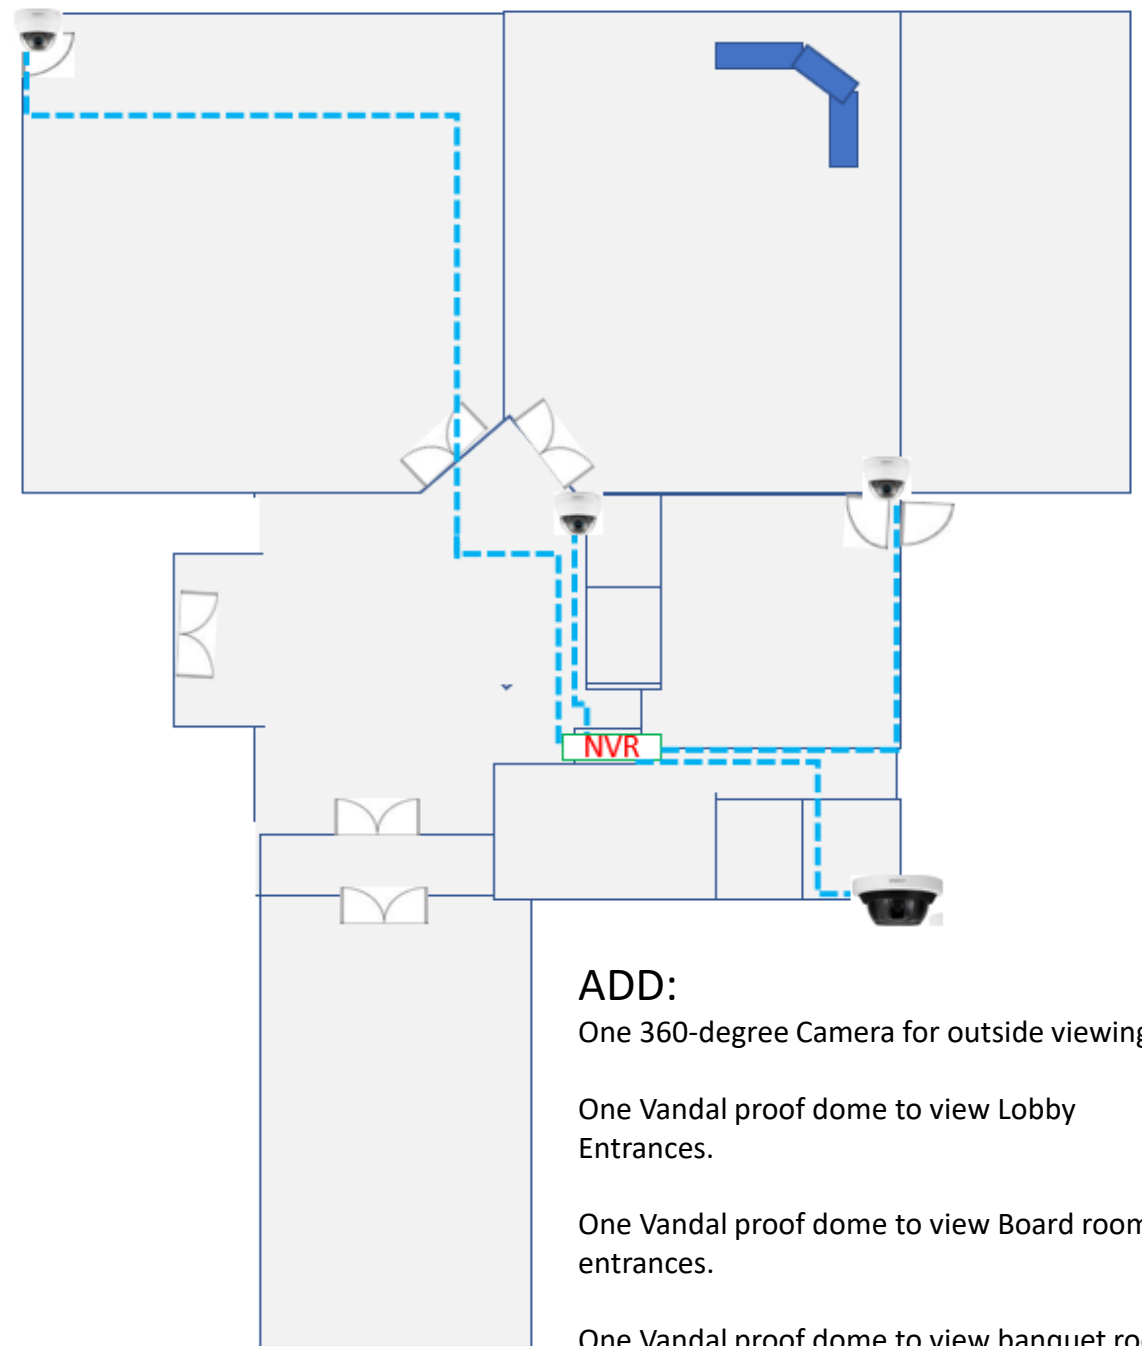 NVR
ADD:
One 360-degree Camera for outside viewing
One Vandal proof dome to view Lobby
Entrances.
One Vandal proof dome to view Board room
entrances.
One Vandal proof dome to view banquet